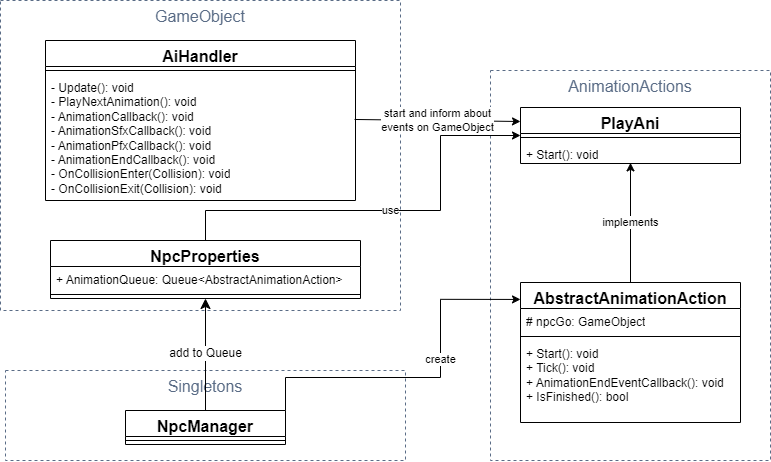 GameObject
AiHandler
- Update(): void
- PlayNextAnimation(): void
- AnimationCallback(): void
- AnimationSfxCallback(): void
- AnimationPfxCallback(): void
- AnimationEndCallback(): void
- OnCollisionEnter(Collision): void
- OnCollisionExit(Collision): void
start and inform about
events on GameObject
AnimationActions
PlayAni
+ Start(): void
use
implements
NpcProperties
+ AnimationQueue: Queue<AbstractAnimationAction>
AbstractAnimationAction
# npcGo: GameObject
+ Start(): void
+ Tick(): void
+ AnimationEndEventCallback(): void
+ IsFinished(): bool
add to Queue
create
Singletons
NpcManager